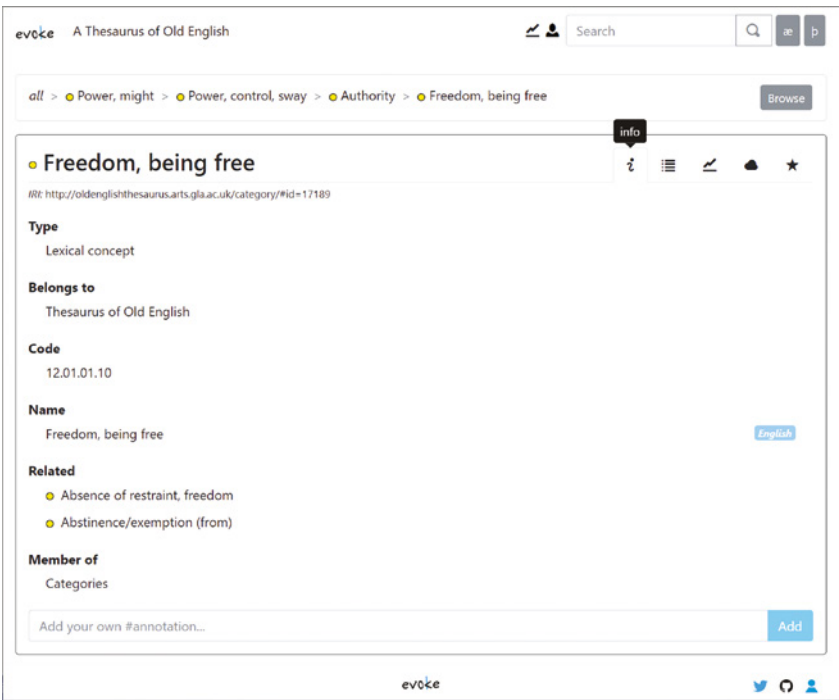 evoke A Thesaurus of Old English Search æ þ
all > Power, might > Power, control, sway > Authority > Freedom, being free Browse
info
Freedom, being free i
IRI: http://oldenglishthesaurus.arts.gla.ac.uk/category/#id=17189
Type
Lexical concept
Belongs to
Thesaurus of Old English
Code
12.01.01.10
Name
Freedom, being free English
Related
Absence of restraint, freedom
Abstinence/exemption (from)
Member of
Categories
Add your own #annotation... Add
evoke